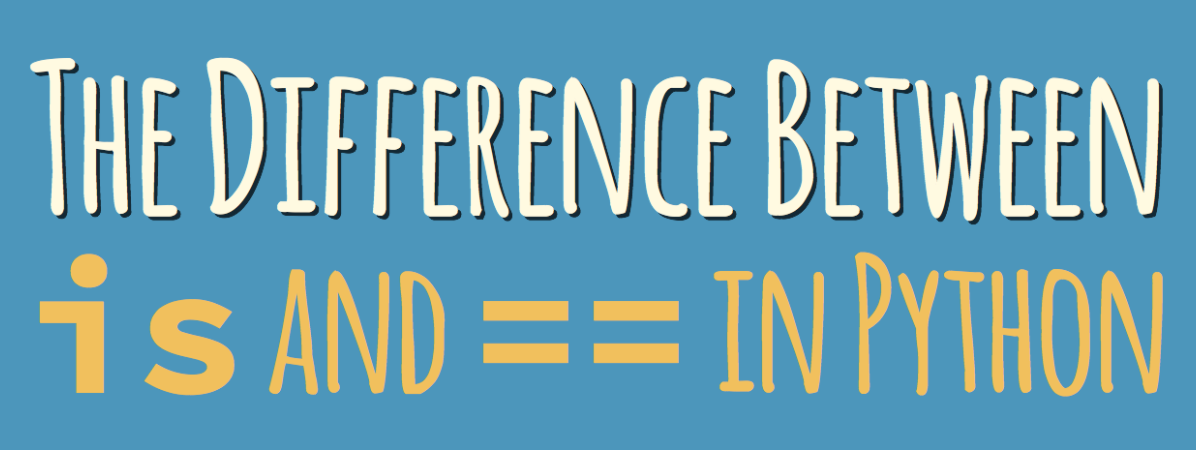 The Difference Between
is and == in Python